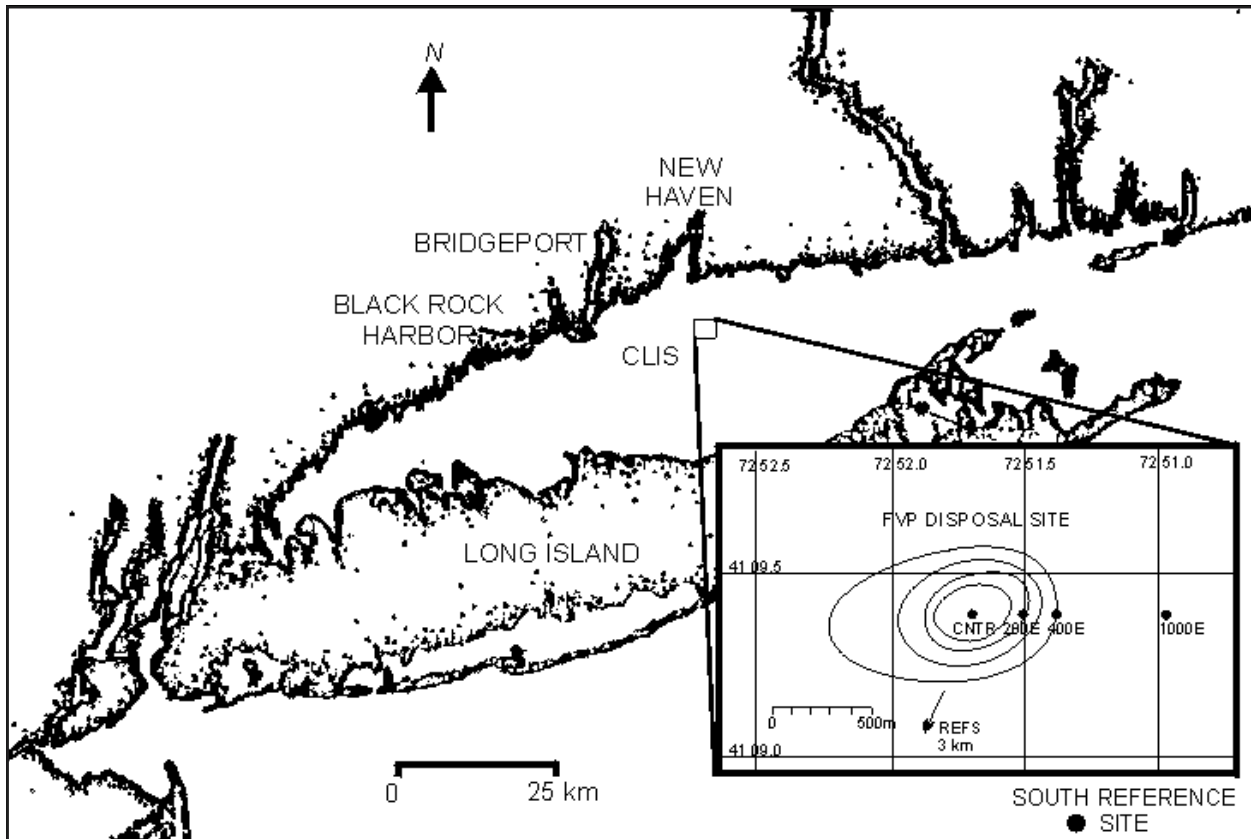 N
NEW
HAVEN
BRIDGEPORT
BLACK ROCK
HARBOR
CLIS
LONG ISLAND
72 52.5 72 52.0 72 51.5 72 51.0
FVP DISPOSAL SITE
41 09.5
CNTR 200E 400E 1000E
0 500m
REFS
3 km
41 09.0
0 25 km
SOUTH REFERENCE
SITE